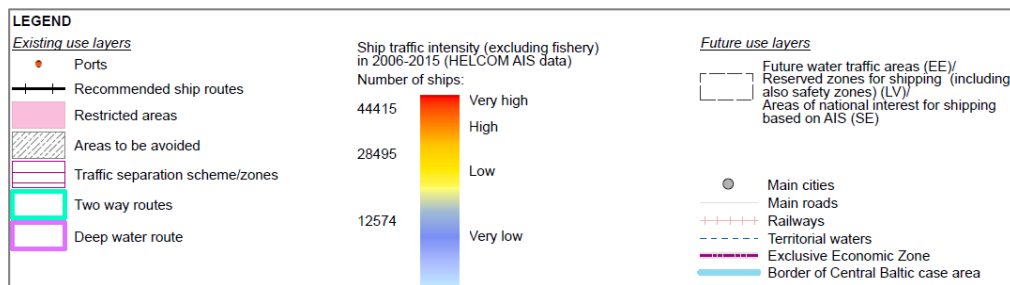 LEGEND
Existing use layers
Ports
Recommended ship routes
Restricted areas
Areas to be avoided
Traffic separation scheme/zones
Two way routes
Deep water route
Ship traffic intensity (excluding fishery)
in 2006-2015 (HELCOM AIS data)
Number of ships:
44415
28495
12574
Very high
High
Low
Very low
Future use layers
Future water traffic areas (EE)/
Reserved zones for shipping (including
also safety zones) (LV)/
Areas of national interest for shipping
based on AIS (SE)
Main cities
Main roads
Railways
Territorial waters
Exclusive Economic Zone
Border of Central Baltic case area